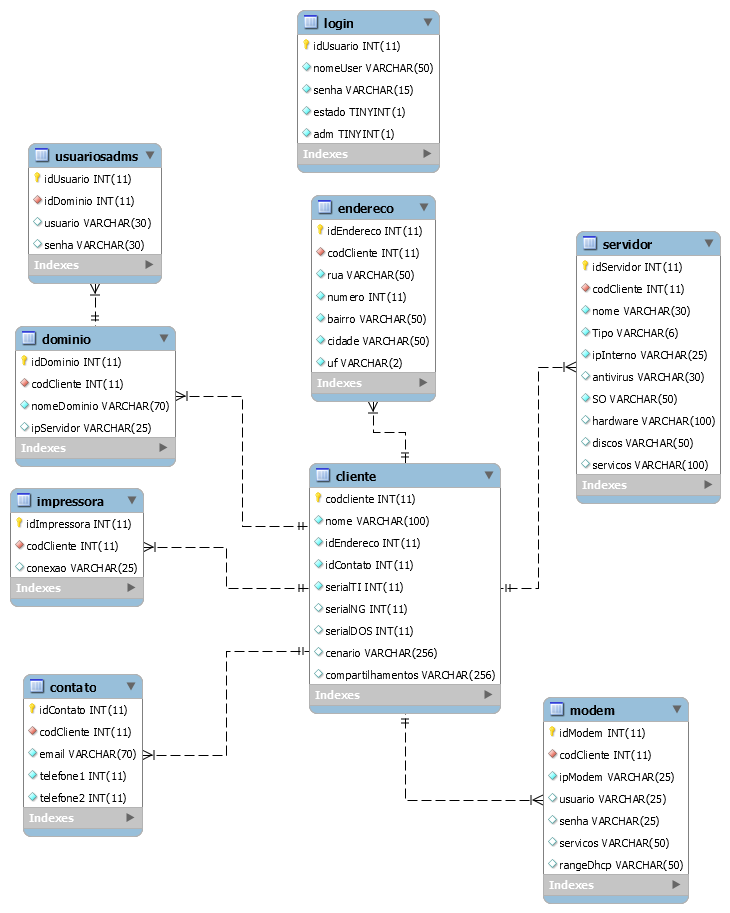 login
idUsuario INT(11)
nomeUser VARCHAR(50)
senha VARCHAR(15)
estado TINYINT(1)
adm TINYINT(1)
Indexes
usuariosadms
idUsuario INT(11)
idDominio INT(11)
usuario VARCHAR(30)
senha VARCHAR(30)
Indexes
endereco
idEndereco INT(11)
codCliente INT(11)
rua VARCHAR(50)
numero INT(11)
bairro VARCHAR(50)
cidade VARCHAR(50)
uf VARCHAR(2)
Indexes
servidor
idServidor INT(11)
codCliente INT(11)
nome VARCHAR(30)
Tipo VARCHAR(6)
ipInterno VARCHAR(25)
antivirus VARCHAR(30)
SO VARCHAR(50)
hardware VARCHAR(100)
discos VARCHAR(50)
servicos VARCHAR(100)
Indexes
dominio
idDominio INT(11)
codCliente INT(11)
nomeDominio VARCHAR(70)
ipServidor VARCHAR(25)
Indexes
cliente
codcliente INT(11)
nome VARCHAR(100)
idEndereco INT(11)
idContato INT(11)
serialTI INT(11)
serialNG INT(11)
serialDOS INT(11)
cenario VARCHAR(256)
compartilhamentos VARCHAR(256)
Indexes
impressora
idImpressora INT(11)
codCliente INT(11)
conexao VARCHAR(25)
Indexes
contato
idContato INT(11)
codCliente INT(11)
email VARCHAR(70)
telefone1 INT(11)
telefone2 INT(11)
Indexes
modem
idModem INT(11)
codCliente INT(11)
ipModem VARCHAR(25)
usuario VARCHAR(25)
senha VARCHAR(25)
servicos VARCHAR(50)
rangeDhcp VARCHAR(50)
Indexes